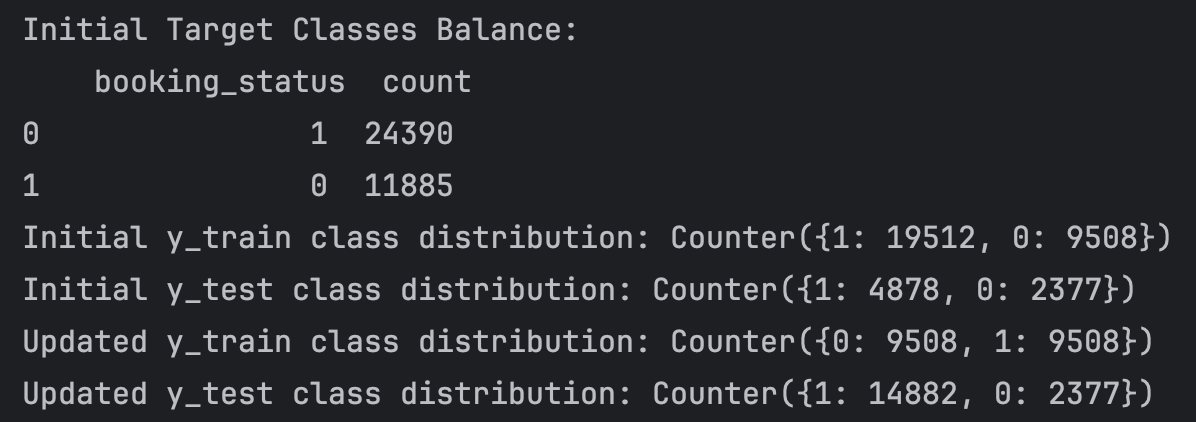 Initial Target Classes Balance:
booking_status count
0 1 24390
1 0 11885
Initial y_train class distribution: Counter({1: 19512, 0: 9508})
Initial y_test class distribution: Counter({1: 4878, 0: 2377})
Updated y_train class distribution: Counter({0: 9508, 1: 9508})
Updated y_test class distribution: Counter({1: 14882, 0: 2377})